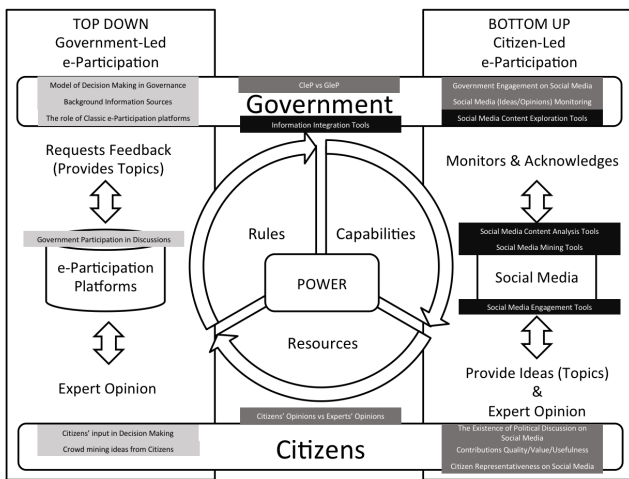 TOP DOWN
Government-Led
e-Participation
BOTTOM UP
Citizen-Led
e-Participation
Model of Decision Making in Governance
Background Information Sources
The role of Classic e-Participation platforms
CleP vs GleP
Government
Information Integration Tools
Government Engagement on Social Media
Social Media (Ideas/Opinions) Monitoring
Social Media Content Exploration Tools
Requests Feedback
(Provides Topics)
Government Participation in Discussions
e-Participation
Platforms
Expert Opinion
Rules
Capabilities
POWER
Resources
Monitors & Acknowledges
Social Media Content Analysis Tools
Social Media Mining Tools
Social Media
Social Media Engagement Tools
Provide Ideas (Topics)
&
Expert Opinion
Citizens' input in Decision Making
Crowd mining ideas from Citizens
Citizens' Opinions vs Experts' Opinions
Citizens
The Existence of Political Discussion on
Social Media
Contributions Quality/Value/Usefulness
Citizen Representativeness on Social Media